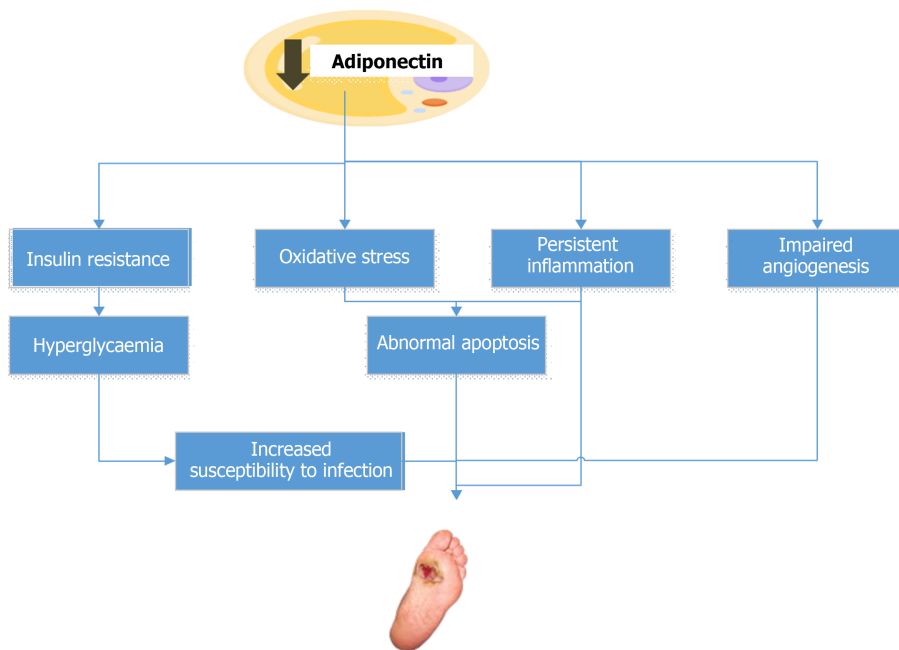 Adiponectin
Insulin resistance
Oxidative stress
Persistent
inflammation
Impaired
angiogenesis
Hyperglycaemia
Abnormal apoptosis
Increased
susceptibility to infection